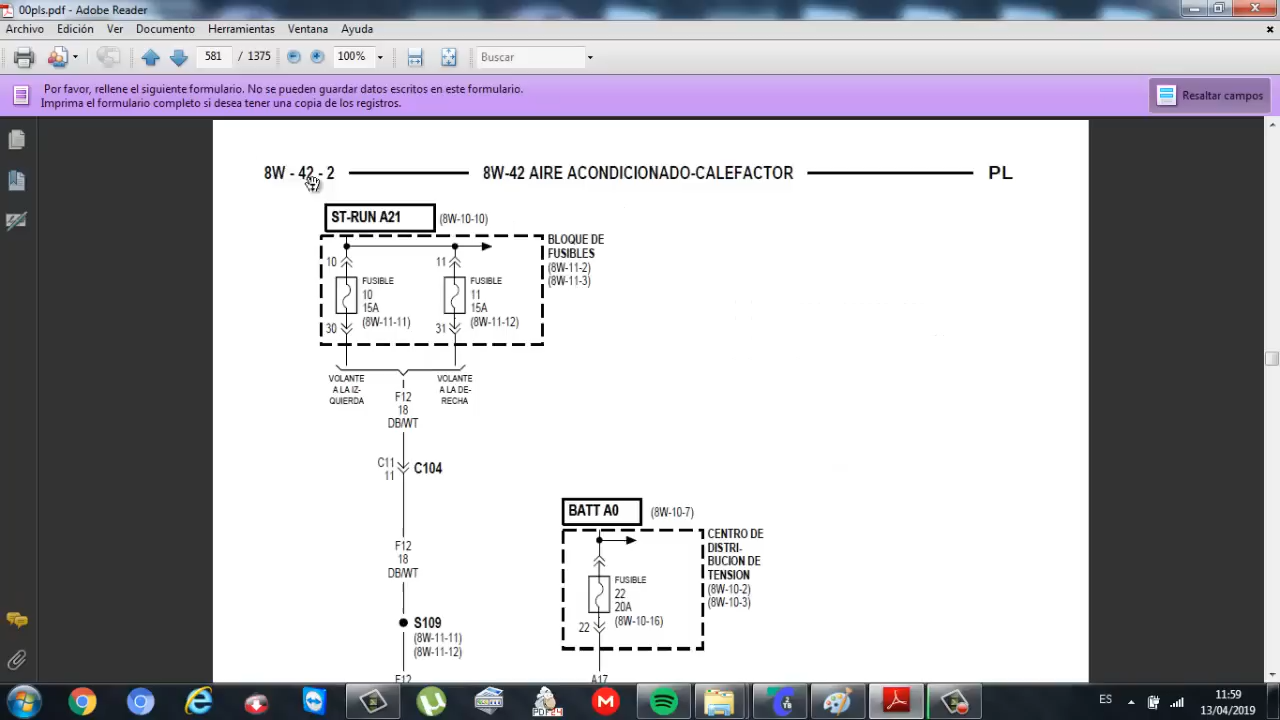 00pls.pdf - Adobe Reader
Archivo Edición Ver Documento Herramientas Ventana Ayuda
581 / 1375 100% Buscar
Por favor, rellene el siguiente formulario. No se pueden guardar datos escritos en este formulario.
Imprima el formulario completo si desea tener una copia de los registros.
Resaltar campos
8W - 42 - 2 8W-42 AIRE ACONDICIONADO-CALEFACTOR PL
ST-RUN A21 (8W-10-10)
BLOQUE DE
FUSIBLES
(8W-11-2)
(8W-11-3)
10
FUSIBLE
10
15A
(8W-11-11)
30
11
FUSIBLE
11
15A
(8W-11-12)
31
VOLANTE
A LA IZ-
QUIERDA
VOLANTE
A LA DE-
RECHA
F12
18
DB/WT
C11
11
C104
F12
18
DB/WT
S109
(8W-11-11)
(8W-11-12)
F12
BATT A0 (8W-10-7)
CENTRO DE
DISTRI-
BUCION DE
TENSION
(8W-10-2)
(8W-10-3)
FUSIBLE
22
20A
(8W-10-16)
22
A17
PDF24
ES
11:59
13/04/2019